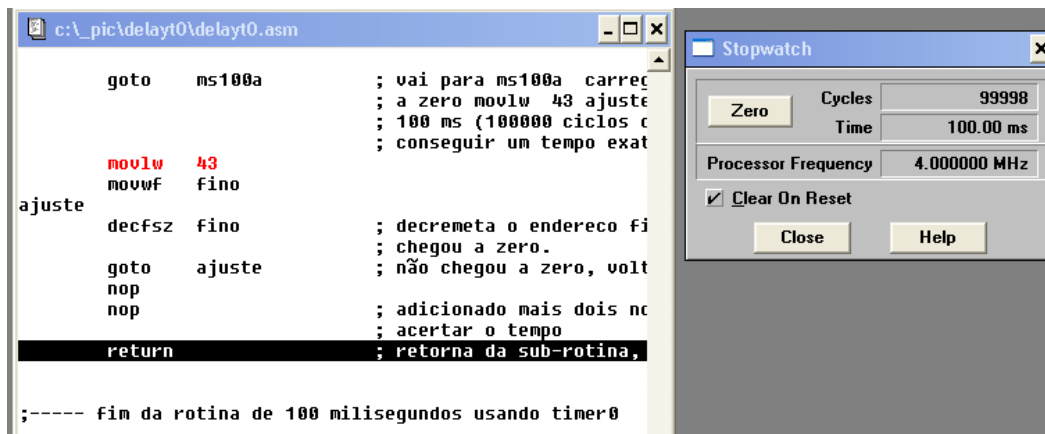 c:\_pic\delayt0\delayt0.asm
goto ms100a ; vai para ms100a carreg
; a zero movlw 43 ajuste
; 100 ms (100000 ciclos
; conseguir um tempo exat
movlw 43
movwf fino
ajuste
decfsz fino ; decremeta o endereco fi
; chegou a zero.
goto ajuste ; não chegou a zero, volt
nop
nop ; adicionado mais dois no
; acertar o tempo
return ; retorna da sub-rotina,
;----- fim da rotina de 100 milisegundos usando timer0
Stopwatch
Zero
Cycles 99998
Time 100.00 ms
Processor Frequency 4.000000 MHz
Clear On Reset
Close Help